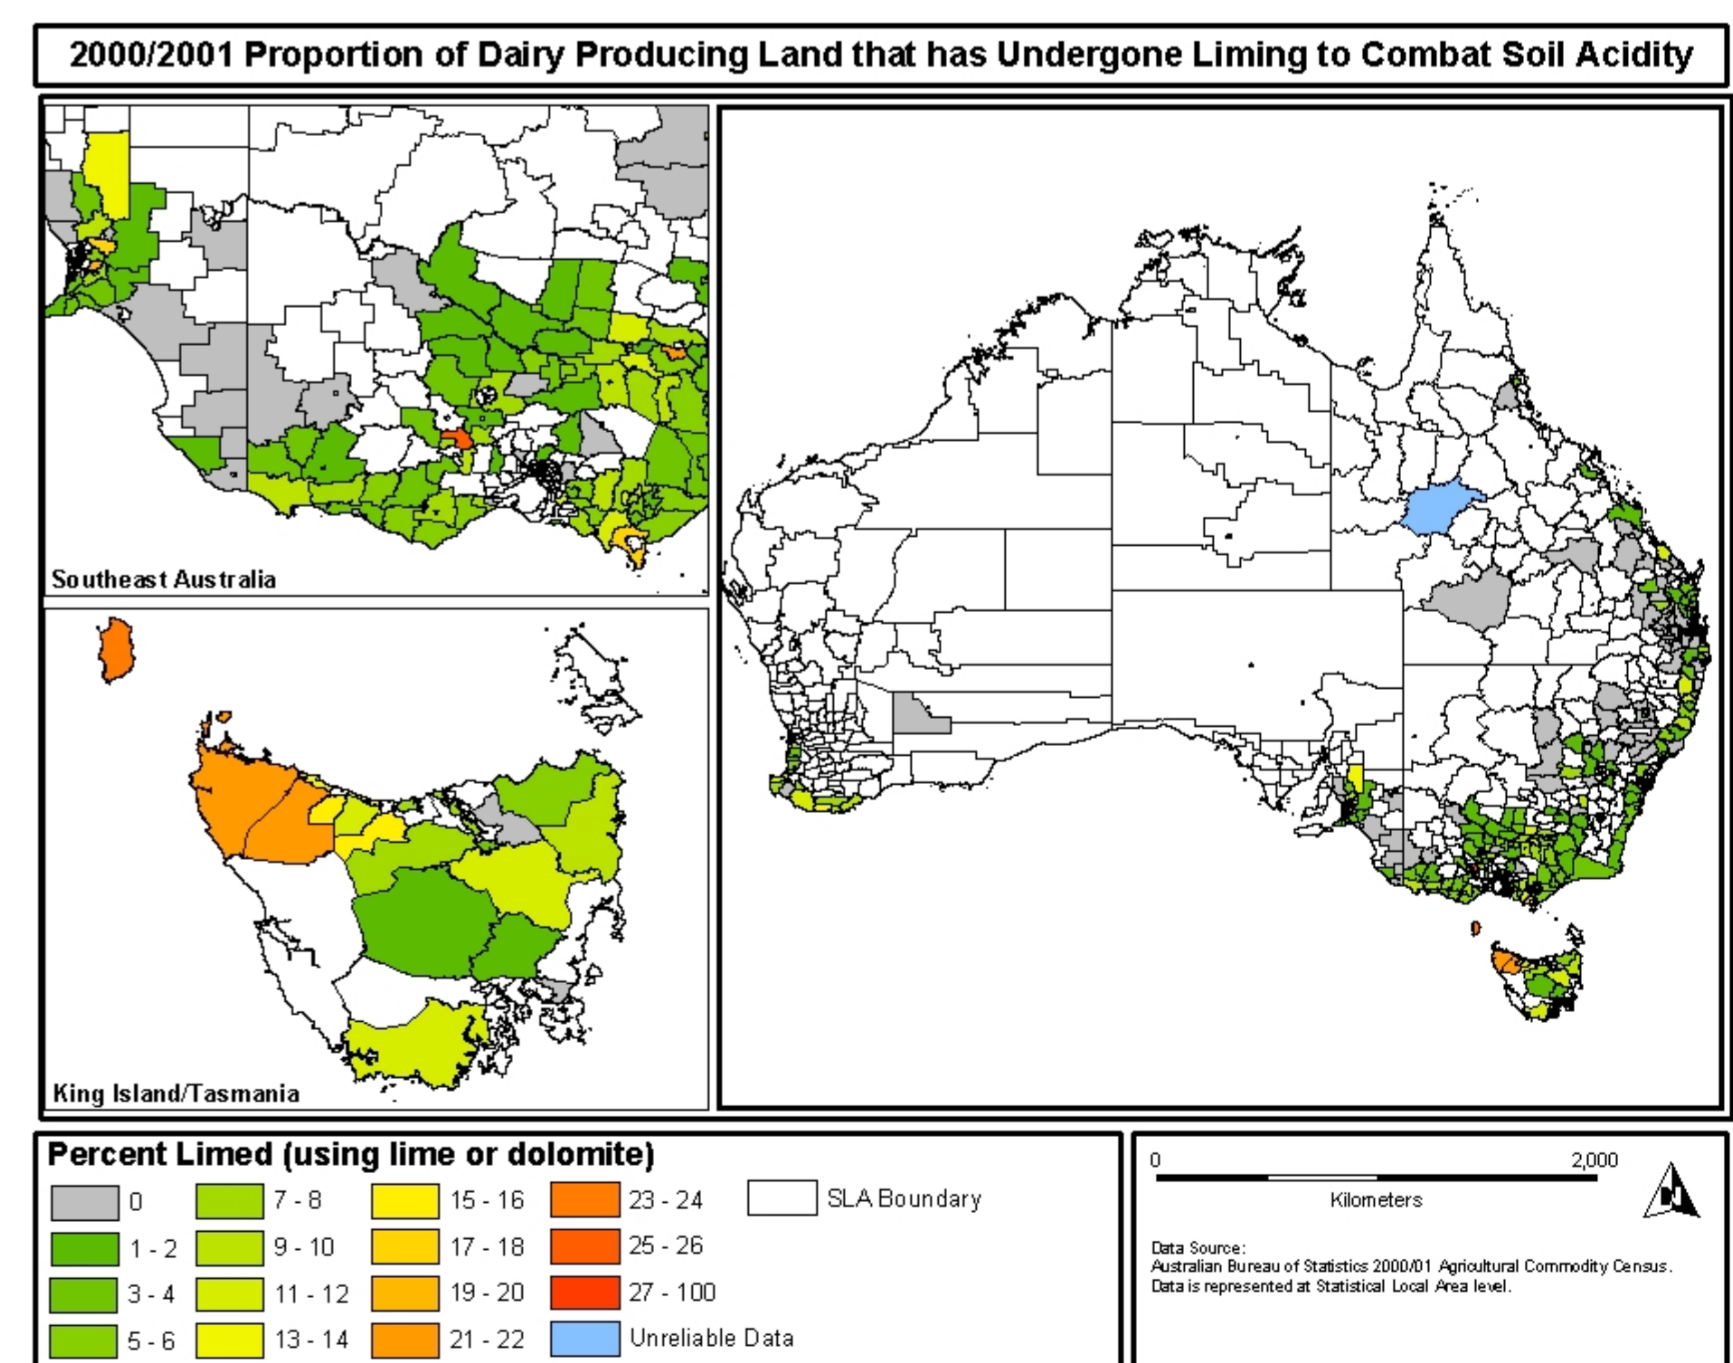 2000/2001 Proportion of Dairy Producing Land that has Undergone Liming to Combat Soil Acidity
Southeast Australia
King Island/Tasmania
Percent Limed (using lime or dolomite)
0
1 - 2
3 - 4
5 - 6
7 - 8
9 - 10
11 - 12
13 - 14
15 - 16
17 - 18
19 - 20
21 - 22
23 - 24
25 - 26
27 - 100
Unreliable Data
SLA Boundary
0 2,000
Kilometers
N
Data Source:
Australian Bureau of Statistics 2000/01 Agricultural Commodity Census.
Data is represented at Statistical Local Area level.